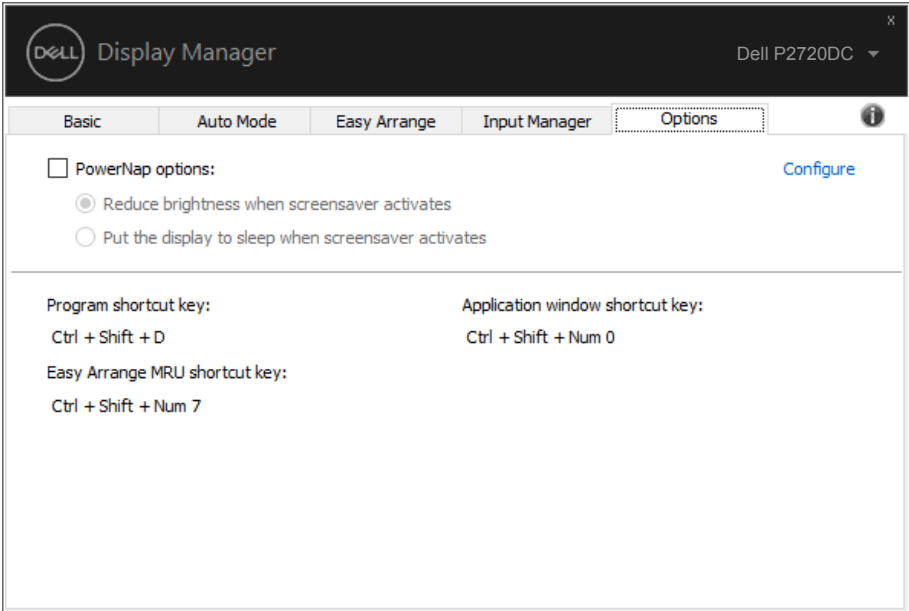 X
DELL Display Manager
Dell P2720DC
Basic Auto Mode Easy Arrange Input Manager Options
PowerNap options: Configure
Reduce brightness when screensaver activates
Put the display to sleep when screensaver activates
Program shortcut key: Application window shortcut key:
Ctrl + Shift + D Ctrl + Shift + Num 0
Easy Arrange MRU shortcut key:
Ctrl + Shift + Num 7